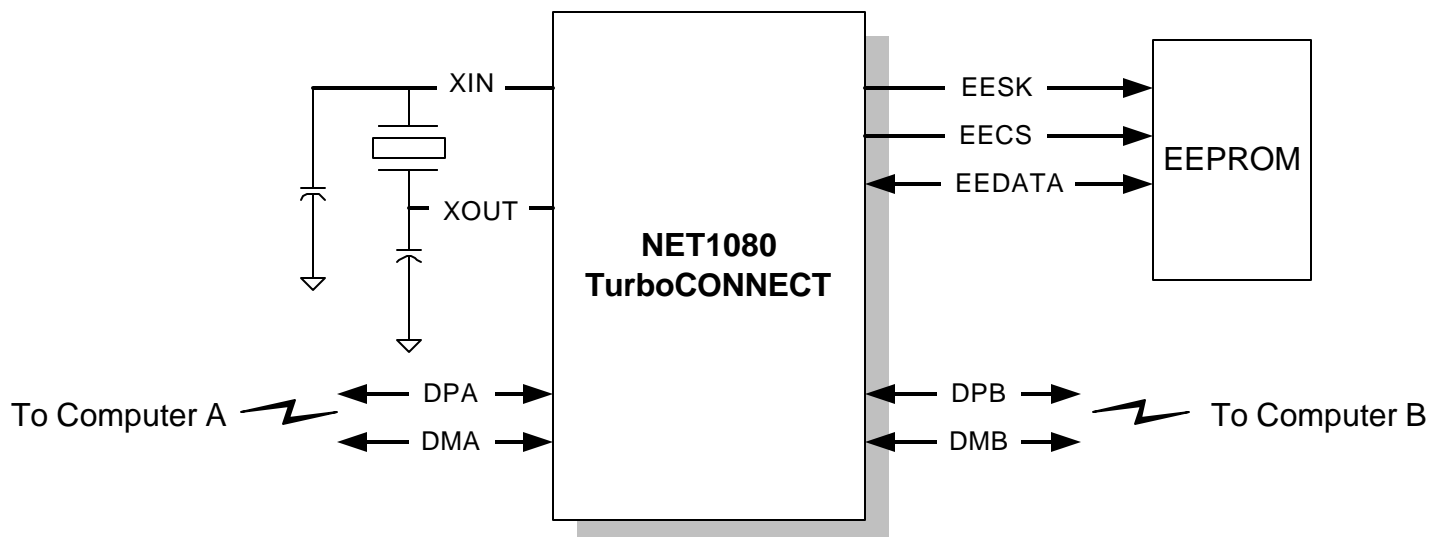 XIN
XOUT
NET1080
TurboCONNECT
EESK
EECS
EEDATA
EEPROM
To Computer A
DPA
DMA
DPB
DMB
To Computer B